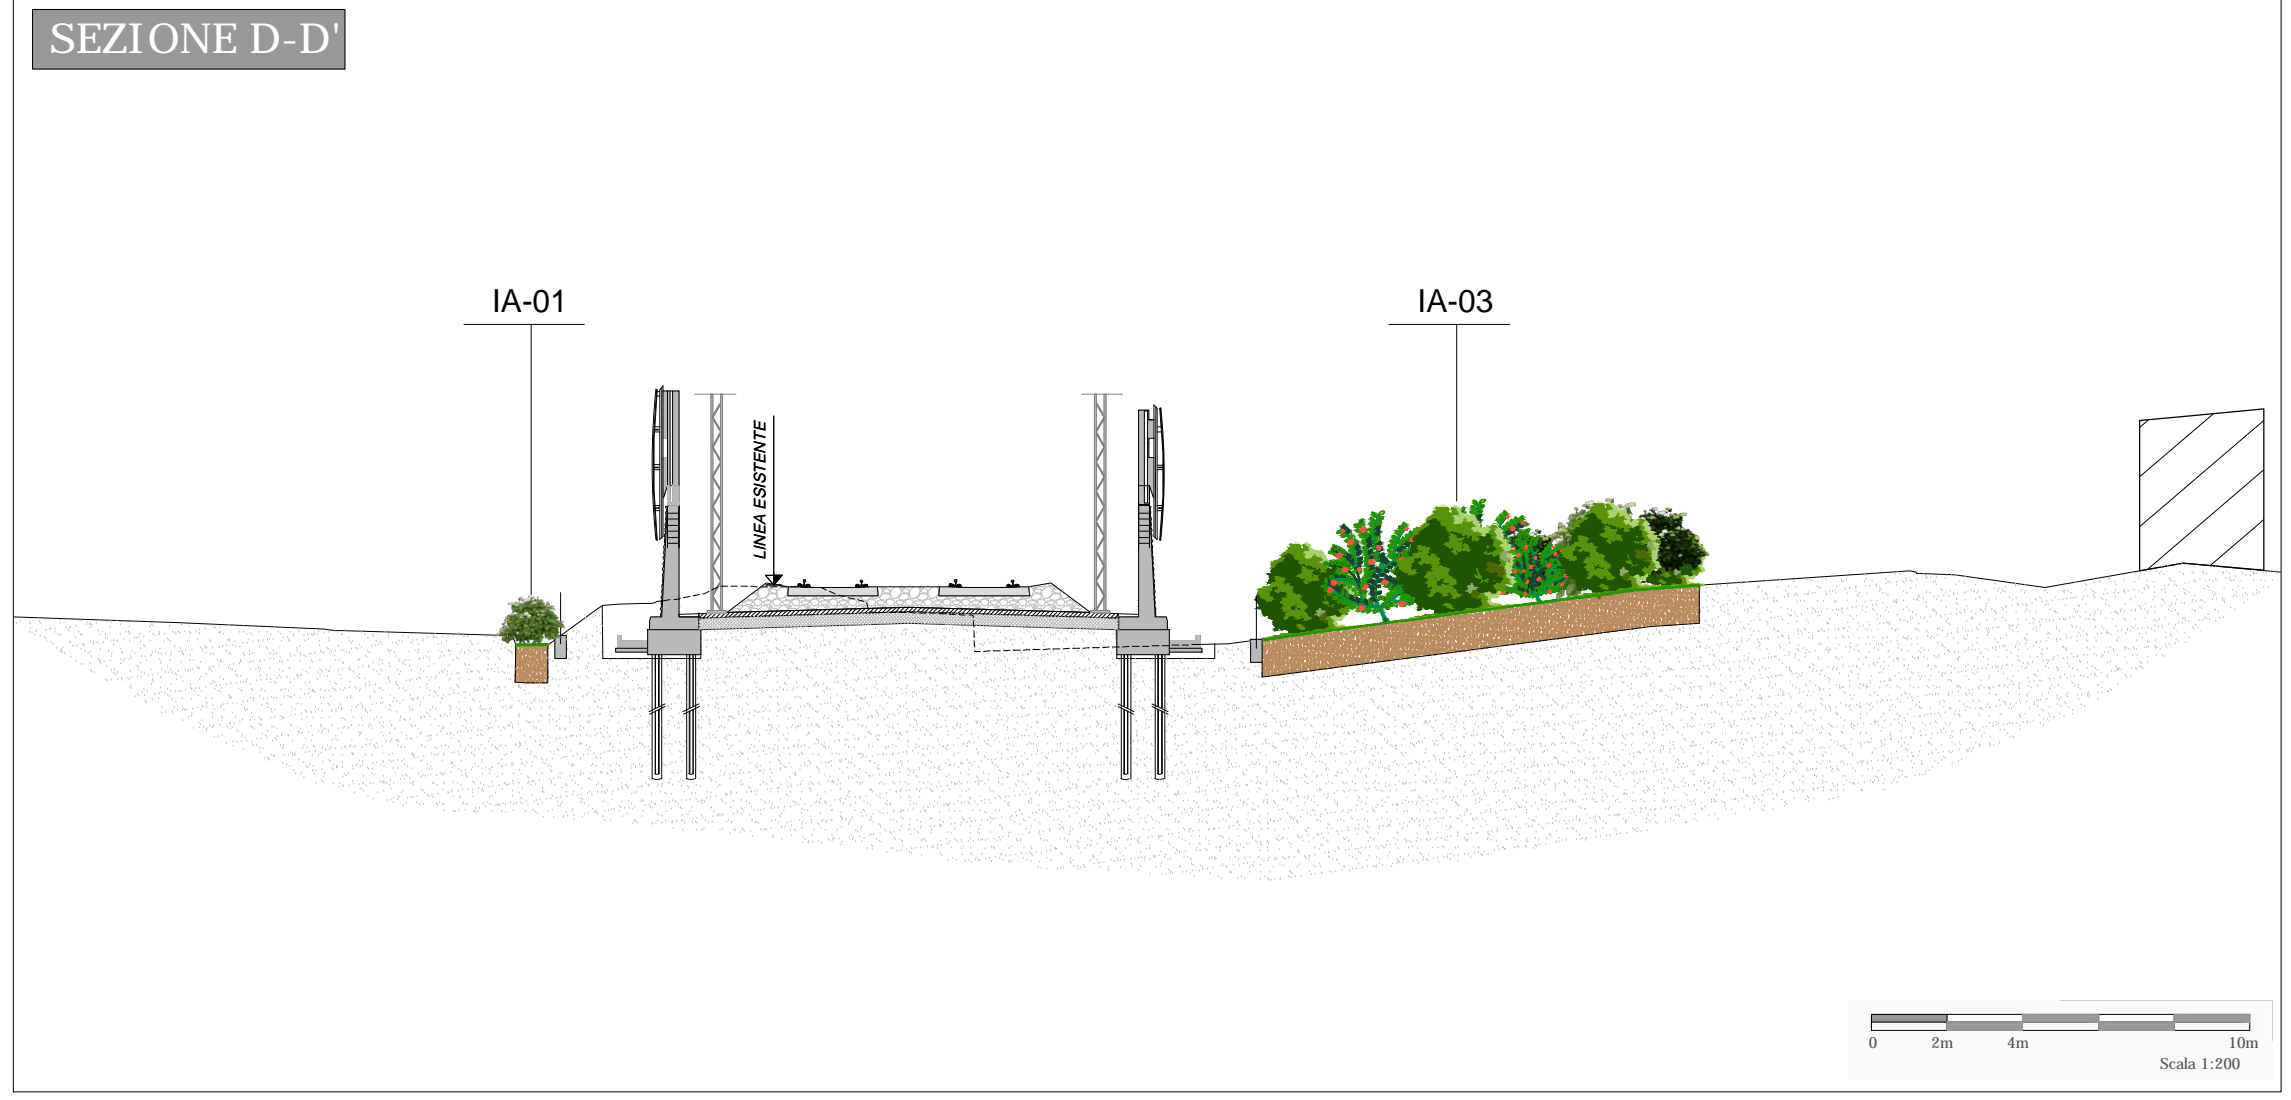 SEZIONE D-D'
IA-01
IA-03
LINEA ESISTENTE
0 2m 4m 10m
Scala 1:200